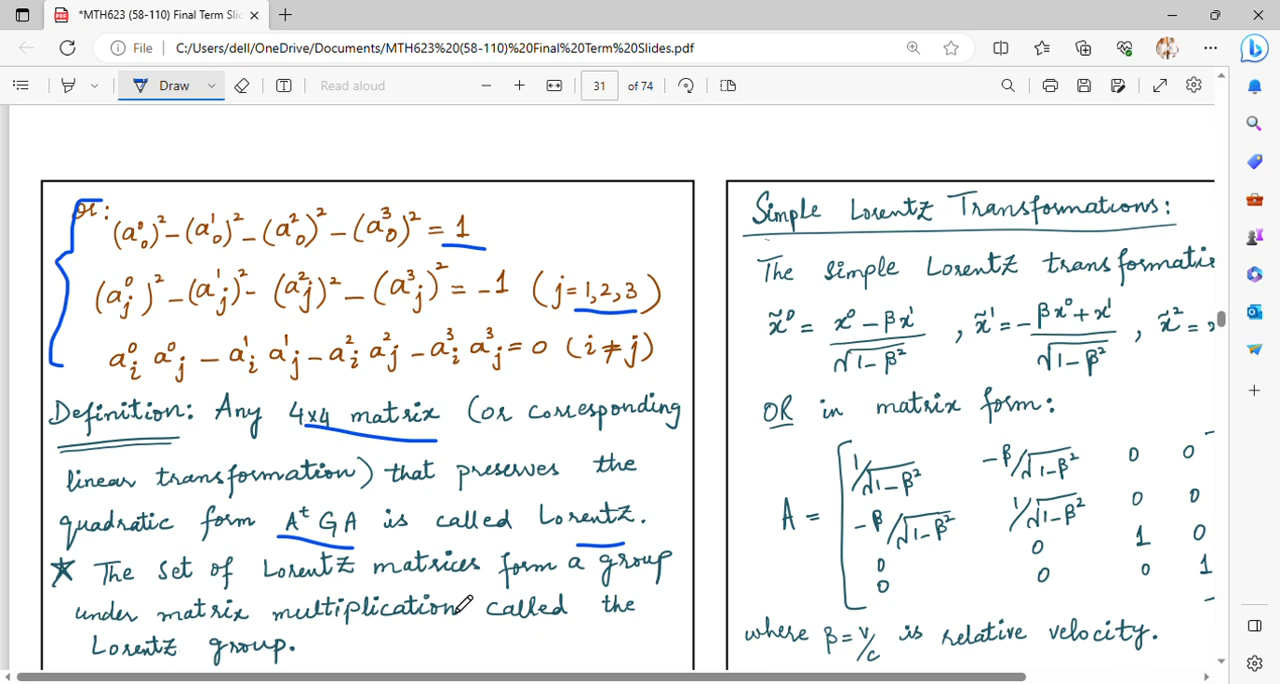 *MTH623 (58-110) Final Term Slid
File C:/Users/dell/OneDrive/Documents/MTH623%20(58-110)%20Final%20Term%20Slides.pdf
Draw Read aloud 31 of 74
or:
(a⁰₀)² – (a¹₀)² – (a²₀)² – (a³₀)² = 1
(a⁰ⱼ)² – (a¹ⱼ)² – (a²ⱼ)² – (a³ⱼ)² = –1 (j = 1, 2, 3)
a⁰ᵢ a⁰ⱼ – a¹ᵢ a¹ⱼ – a²ᵢ a²ⱼ – a³ᵢ a³ⱼ = 0 (i ≠ j)
Definition: Any 4x4 matrix (or corresponding
linear transformation) that preserves the
quadratic form Aᵗ G A is called Lorentz.
* The set of Lorentz matrices form a group
under matrix multiplication called the
Lorentz group.
Simple Lorentz Transformations:
The simple Lorentz transformatio
x̃⁰ = (x⁰ – βx¹)/√(1–β²) , x̃¹ = –(βx⁰ + x¹)/√(1–β²) , x̃² =
OR in matrix form:
A =
1/√(1–β²) –β/√(1–β²) 0 0
–β/√(1–β²) 1/√(1–β²) 0 0
0 0 1 0
0 0 0 1
where β = v/c is relative velocity.